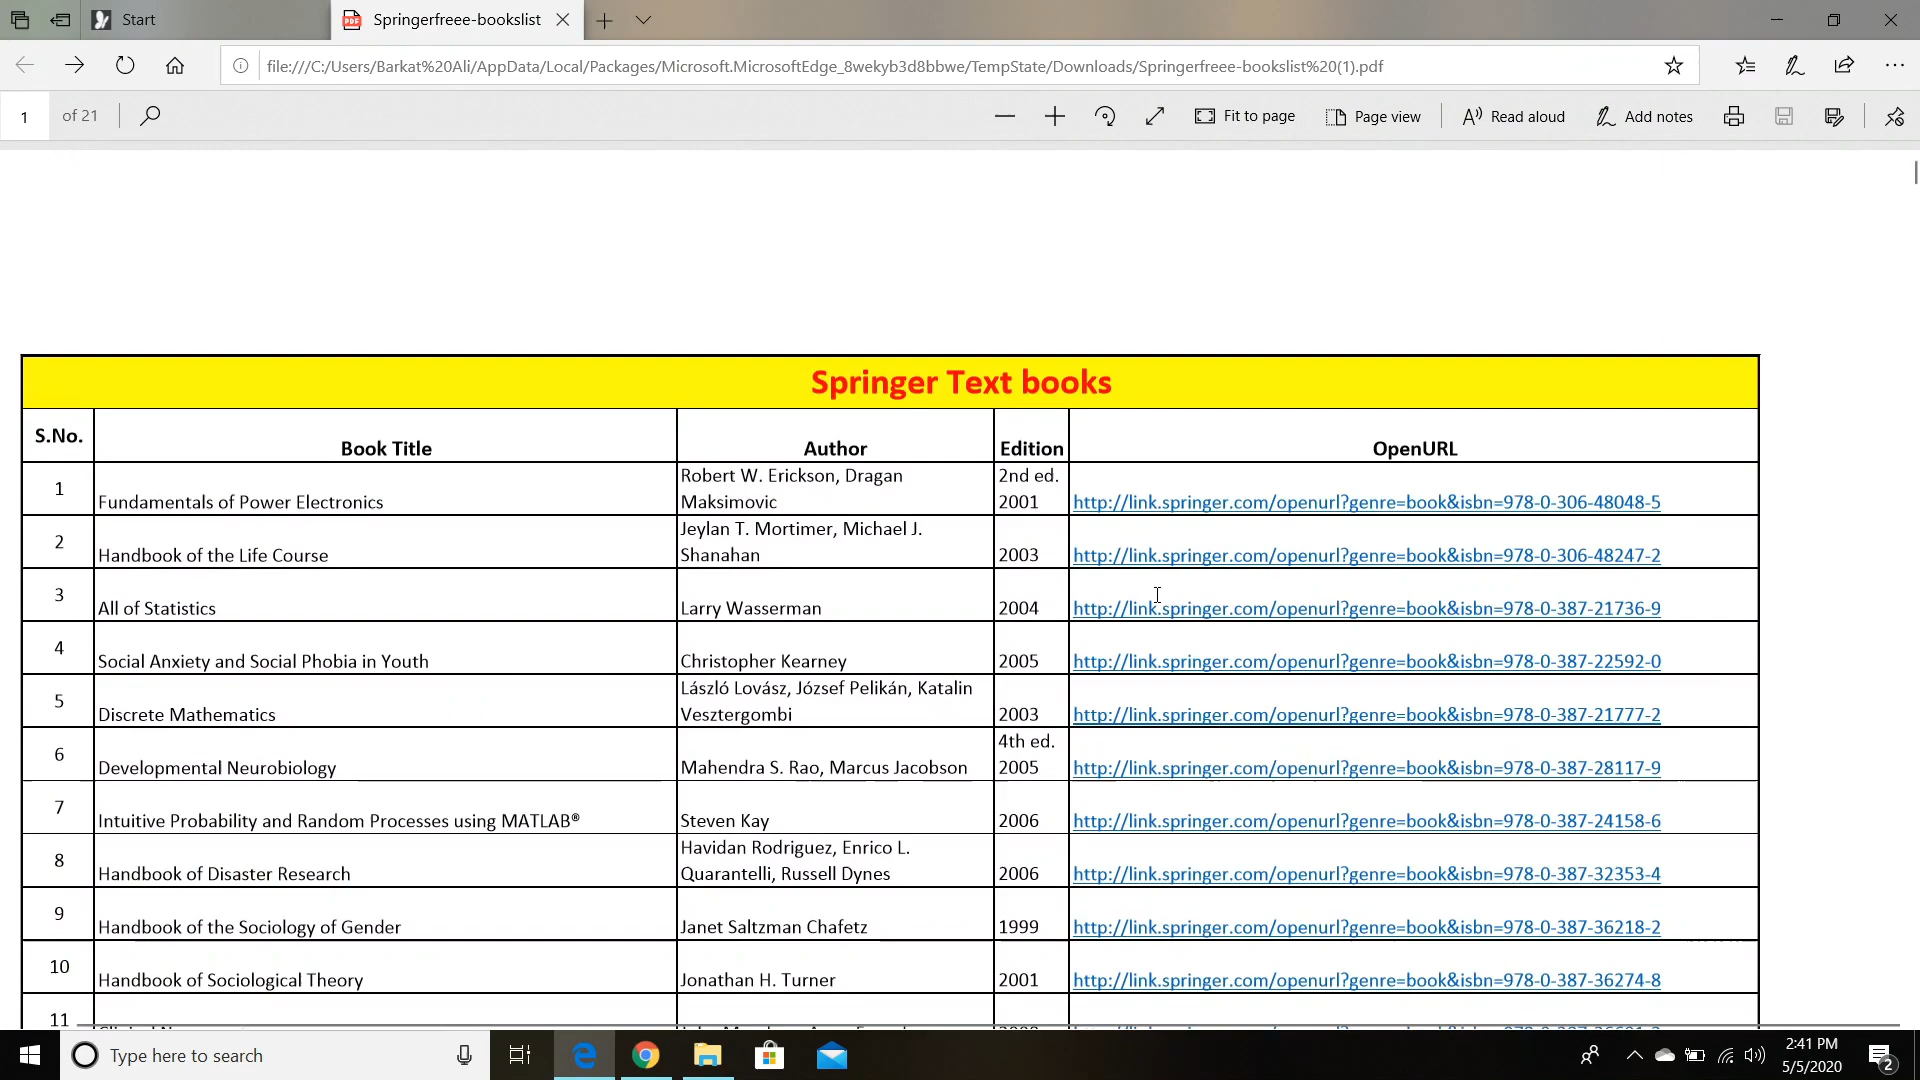 Start
Springerfreee-bookslist
file:///C:/Users/Barkat%20Ali/AppData/Local/Packages/Microsoft.MicrosoftEdge_8wekyb3d8bbwe/TempState/Downloads/Springerfreee-bookslist%20(1).pdf
1 of 21
Fit to page
Page view
Read aloud
Add notes
Springer Text books
S.No. Book Title Author Edition OpenURL
1 Fundamentals of Power Electronics Robert W. Erickson, Dragan Maksimovic 2nd ed. 2001 http://link.springer.com/openurl?genre=book&isbn=978-0-306-48048-5
2 Handbook of the Life Course Jeylan T. Mortimer, Michael J. Shanahan 2003 http://link.springer.com/openurl?genre=book&isbn=978-0-306-48247-2
3 All of Statistics Larry Wasserman 2004 http://link.springer.com/openurl?genre=book&isbn=978-0-387-21736-9
4 Social Anxiety and Social Phobia in Youth Christopher Kearney 2005 http://link.springer.com/openurl?genre=book&isbn=978-0-387-22592-0
5 Discrete Mathematics László Lovász, József Pelikán, Katalin Vesztergombi 2003 http://link.springer.com/openurl?genre=book&isbn=978-0-387-21777-2
6 Developmental Neurobiology Mahendra S. Rao, Marcus Jacobson 4th ed. 2005 http://link.springer.com/openurl?genre=book&isbn=978-0-387-28117-9
7 Intuitive Probability and Random Processes using MATLAB® Steven Kay 2006 http://link.springer.com/openurl?genre=book&isbn=978-0-387-24158-6
8 Handbook of Disaster Research Havidan Rodriguez, Enrico L. Quarantelli, Russell Dynes 2006 http://link.springer.com/openurl?genre=book&isbn=978-0-387-32353-4
9 Handbook of the Sociology of Gender Janet Saltzman Chafetz 1999 http://link.springer.com/openurl?genre=book&isbn=978-0-387-36218-2
10 Handbook of Sociological Theory Jonathan H. Turner 2001 http://link.springer.com/openurl?genre=book&isbn=978-0-387-36274-8
11
Type here to search
2:41 PM
5/5/2020
2